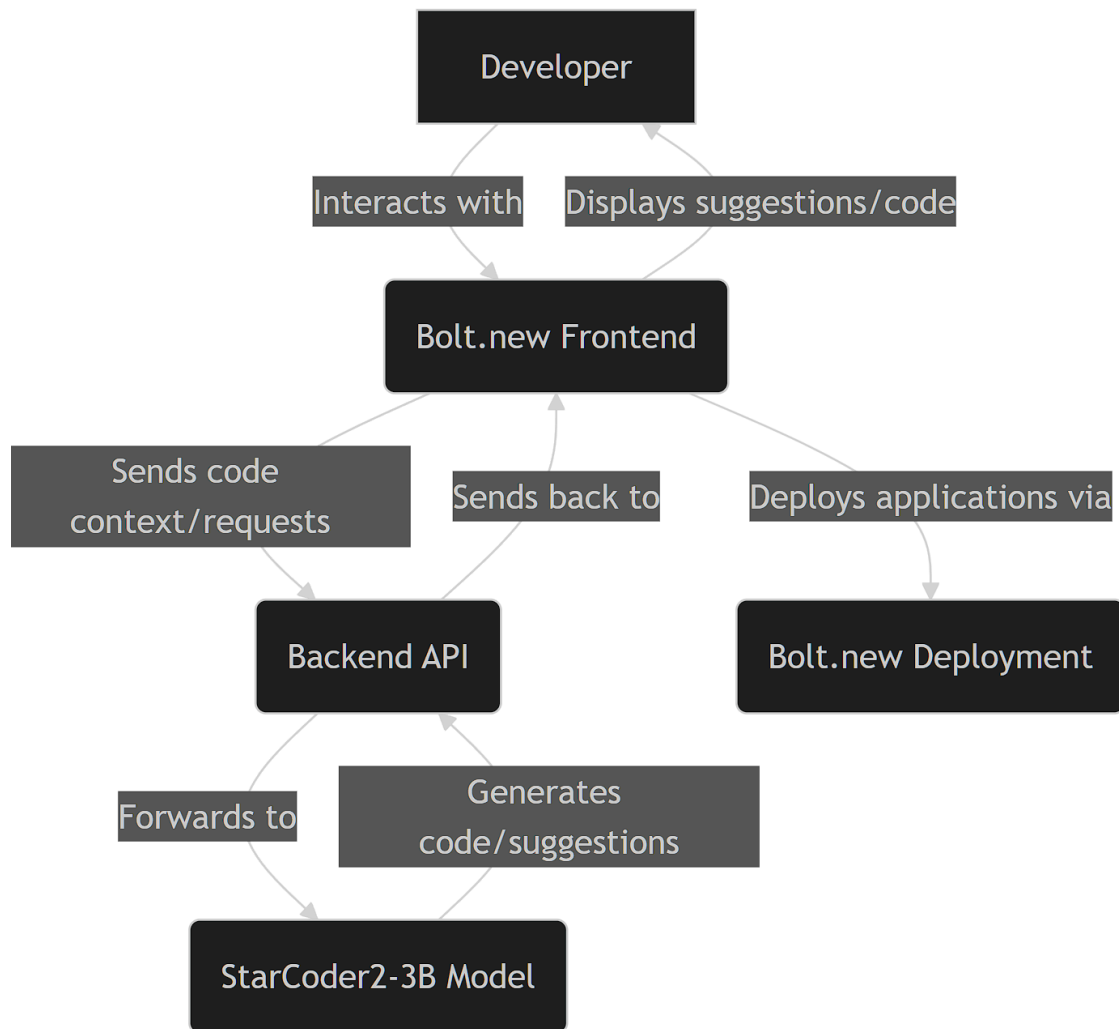 Developer
Interacts with
Displays suggestions/code
Bolt.new Frontend
Sends code
context/requests
Sends back to
Deploys applications via
Backend API
Bolt.new Deployment
Forwards to
Generates
code/suggestions
StarCoder2-3B Model